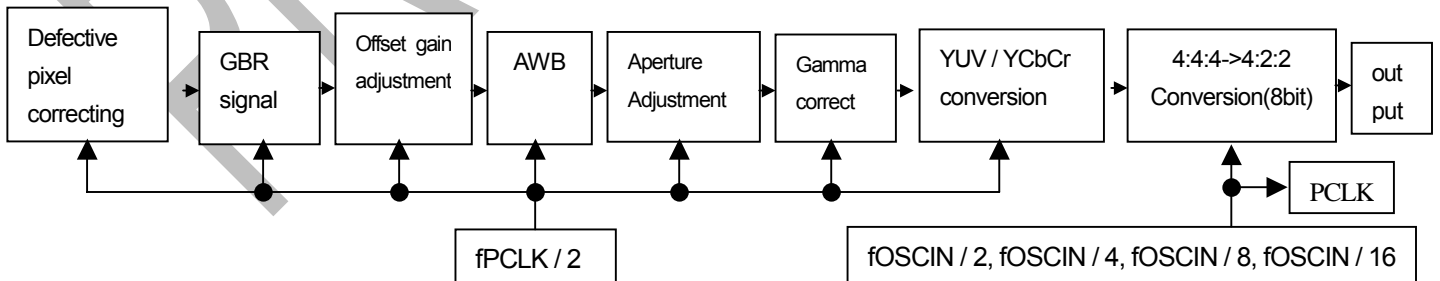 Defective
pixel
correcting
GBR
signal
Offset gain
adjustment
AWB
Aperture
Adjustment
Gamma
correct
YUV / YCbCr
conversion
4:4:4->4:2:2
Conversion(8bit)
out
put
PCLK
fPCLK / 2
fOSCIN / 2, fOSCIN / 4, fOSCIN / 8, fOSCIN / 16